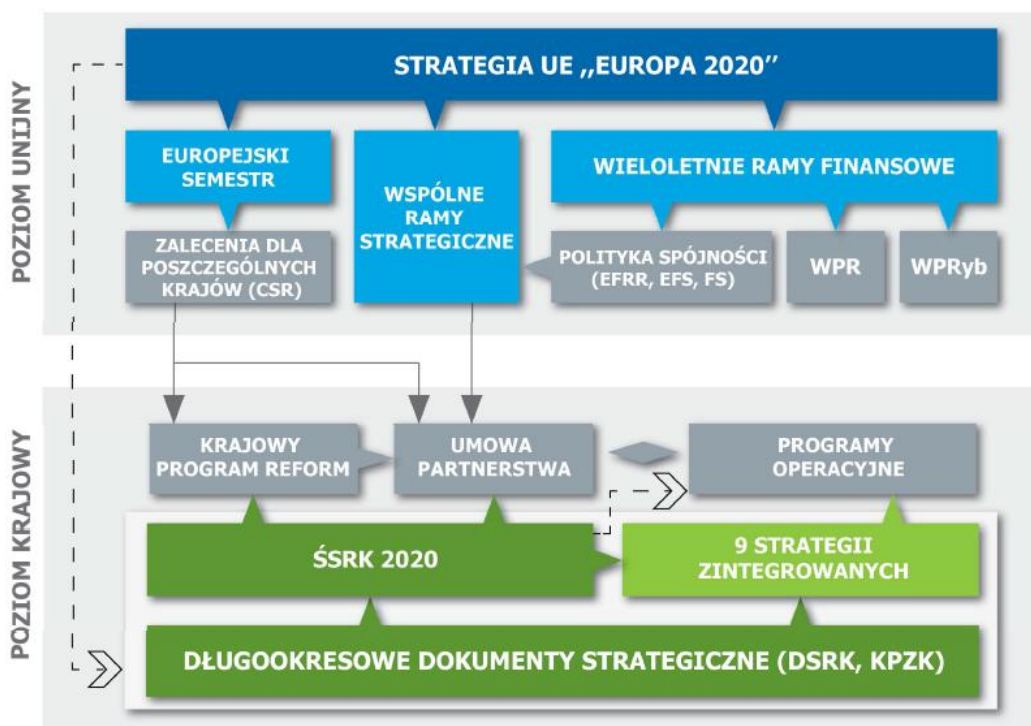 POZIOM UNIJNY
STRATEGIA UE „EUROPA 2020”
EUROPEJSKI
SEMESTR
WSPÓLNE
RAMY
STRATEGICZNE
WIELOLETNIE RAMY FINANSOWE
ZALECENIA DLA
POSZCZEGÓLNYCH
KRAJÓW (CSR)
POLITYKA SPÓJNOŚCI
(EFRR, EFS, FS)
WPR
WPRyb
POZIOM KRAJOWY
KRAJOWY
PROGRAM REFORM
UMOWA
PARTNERSTWA
PROGRAMY
OPERACYJNE
ŚSRK 2020
9 STRATEGII
ZINTEGROWANYCH
DŁUGOOKRESOWE DOKUMENTY STRATEGICZNE (DSRK, KPZK)